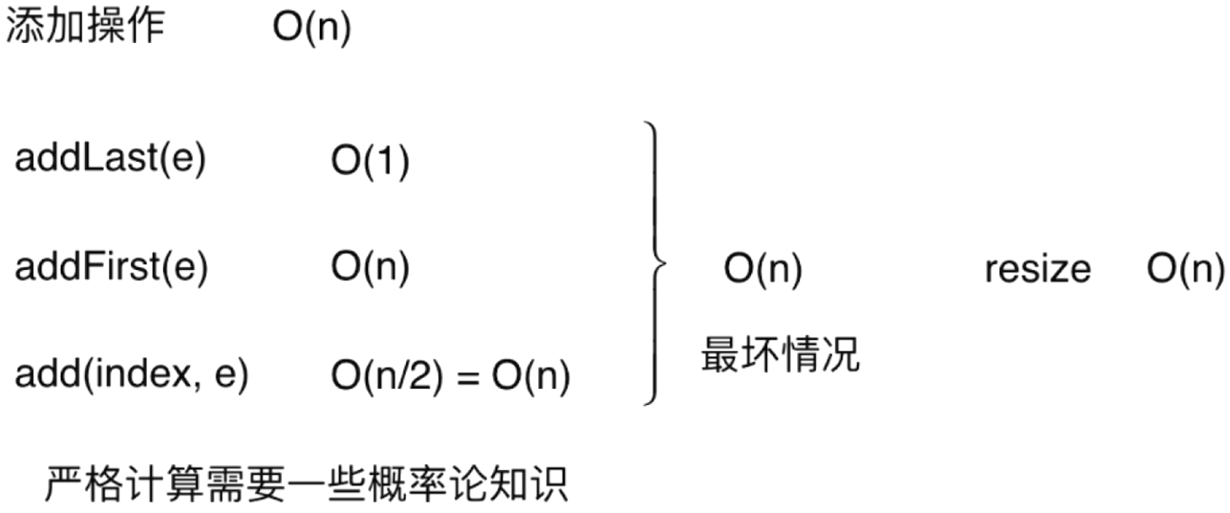 添加操作 O(n)
addLast(e) O(1)
addFirst(e) O(n)
add(index, e) O(n/2) = O(n)
O(n) resize O(n)
最坏情况
严格计算需要一些概率论知识